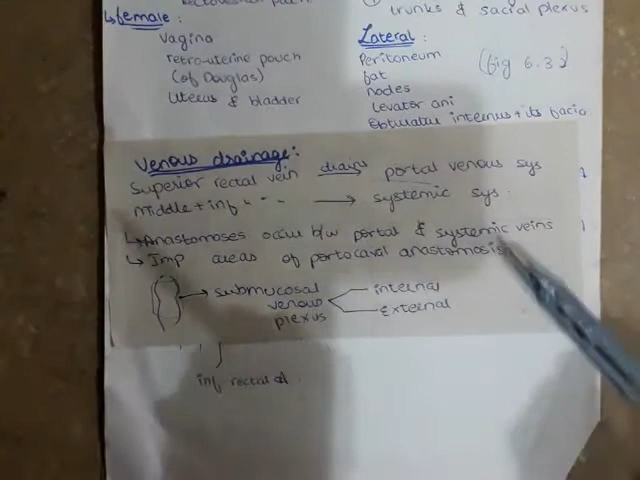 ↳female:
Vagina
retro-uterine pouch
(of Douglas)
Uterus & bladder
trunks & sacral plexus
Lateral:
Peritoneum
fat
nodes
Levator ani
Obturator internus + its facia
(fig 6.32)
Venous drainage:
Superior rectal vein drains portal venous sys
Middle + inf " " → systemic sys.
↳ Anastomoses occur b/w portal & systemic veins
↳ Imp areas of portocaval anastomosis
→ submucosal venous plexus
internal
external
inf rectal